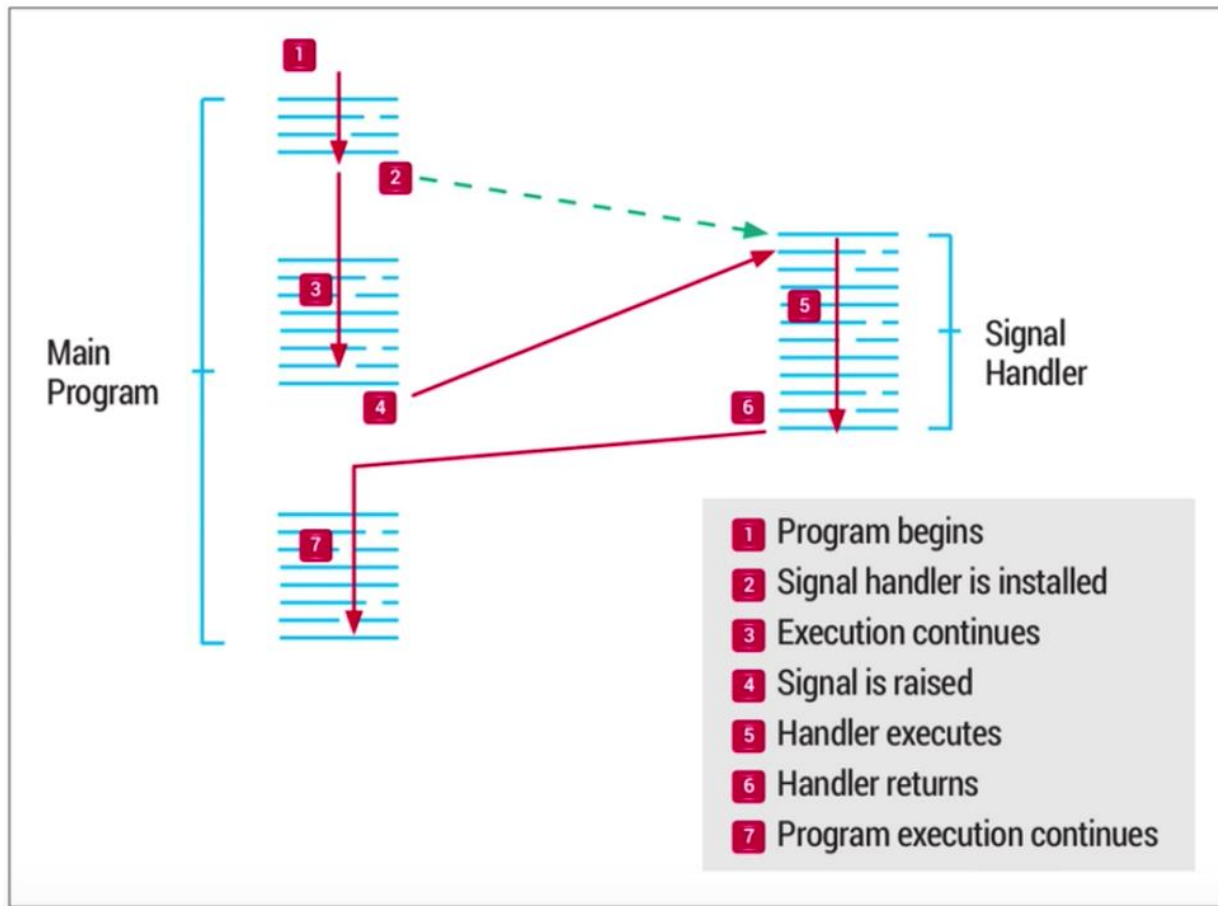 1
2
3
Main
Program
4
5
6
Signal
Handler
7
1 Program begins
2 Signal handler is installed
3 Execution continues
4 Signal is raised
5 Handler executes
6 Handler returns
7 Program execution continues